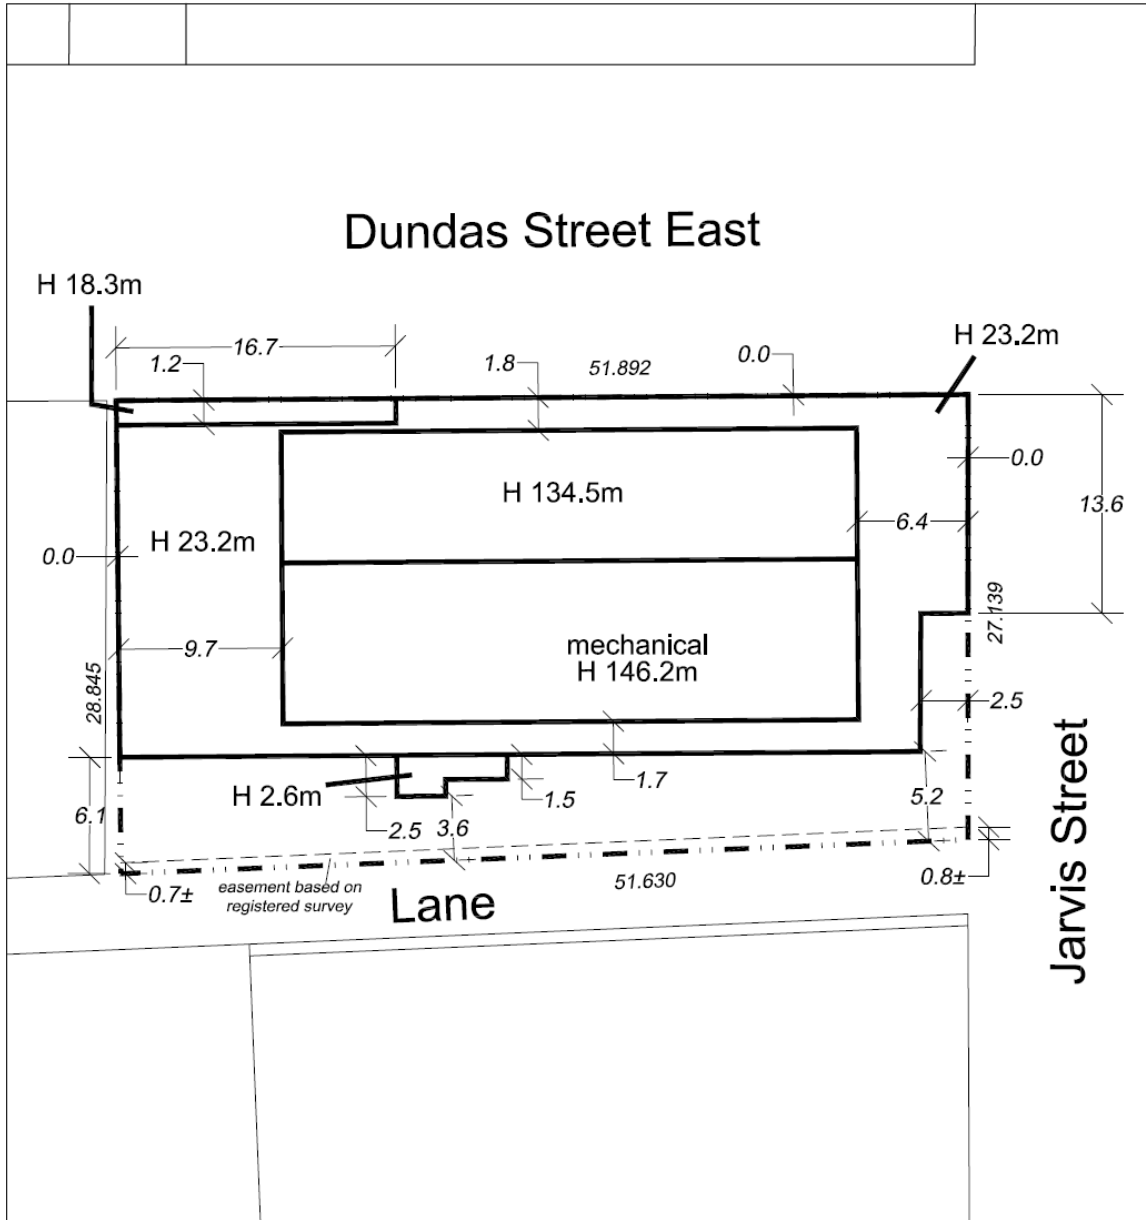 Dundas Street East
H 18.3m
16.7
H 23.2m
1.2
1.8
51.892
0.0
0.0
H 134.5m
13.6
6.4
H 23.2m
0.0
27.139
mechanical
H 146.2m
9.7
28.845
2.5
1.7
H 2.6m
1.5
5.2
6.1
2.5
3.6
Jarvis Street
0.7±
easement based on
registered survey
Lane
51.630
0.8±